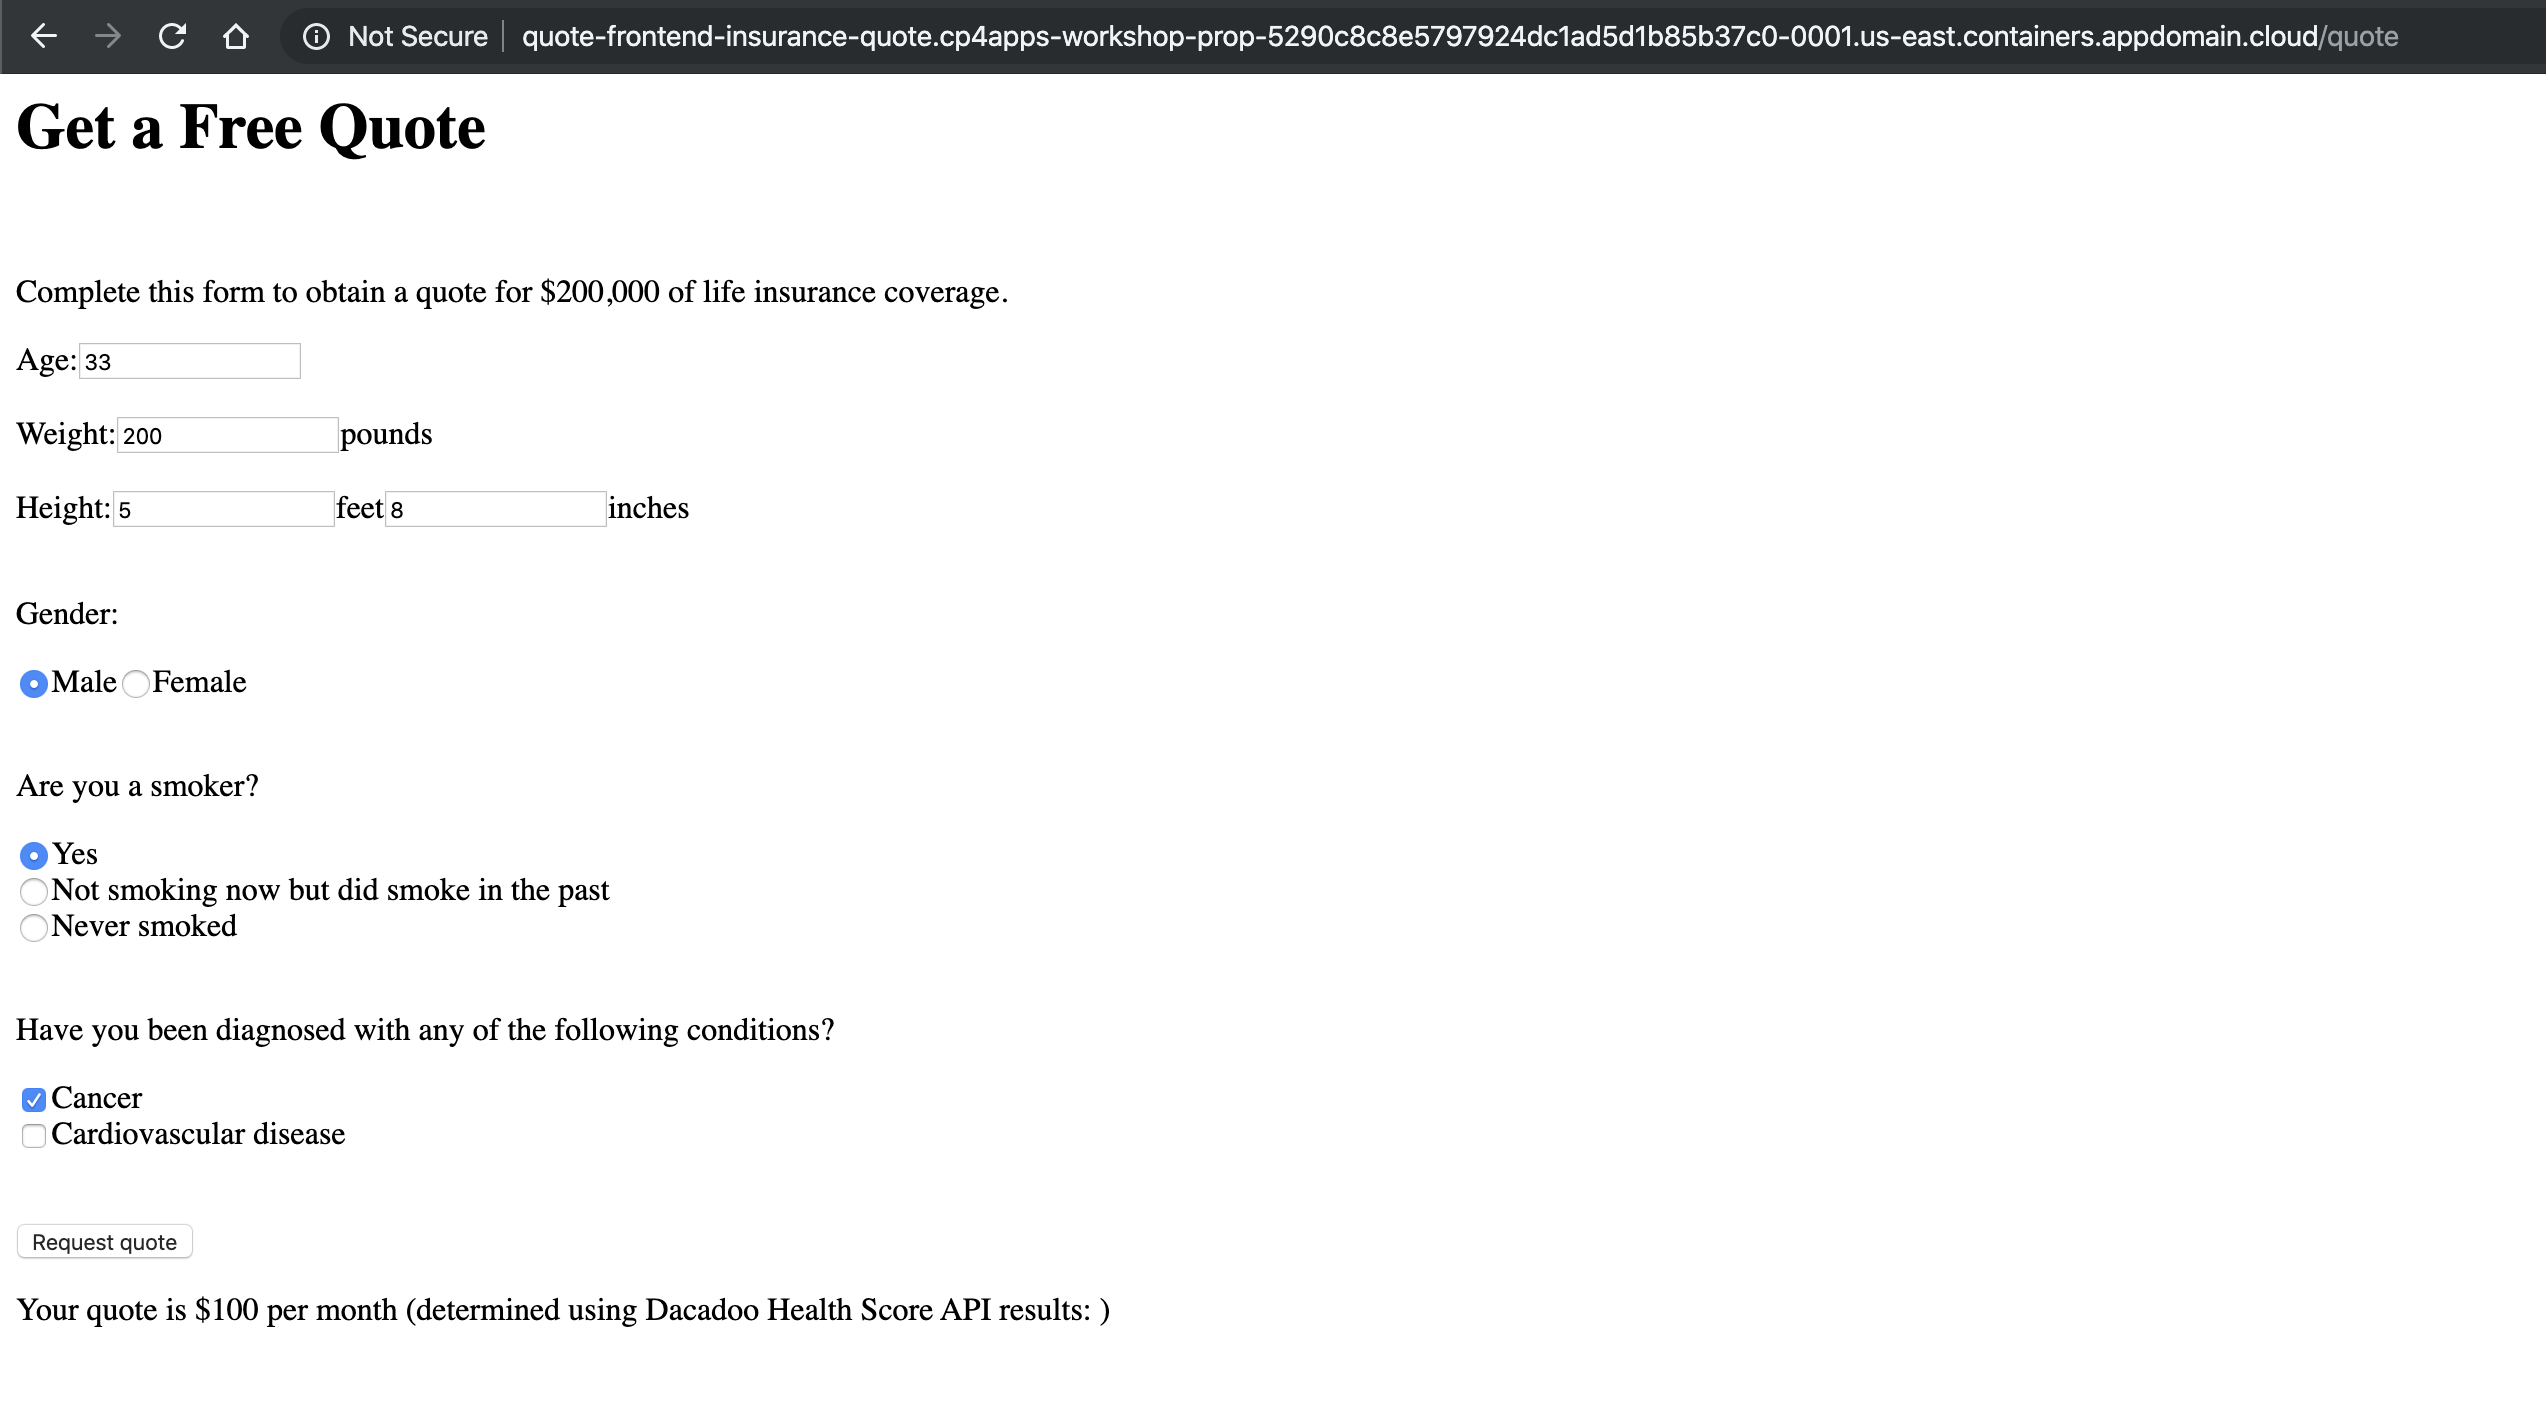 Not Secure | quote-frontend-insurance-quote.cp4apps-workshop-prop-5290c8c8e5797924dc1ad5d1b85b37c0-0001.us-east.containers.appdomain.cloud/quote
Get a Free Quote
Complete this form to obtain a quote for $200,000 of life insurance coverage.
Age: 33
Weight: 200 pounds
Height: 5 feet 8 inches
Gender:
Male Female
Are you a smoker?
Yes
Not smoking now but did smoke in the past
Never smoked
Have you been diagnosed with any of the following conditions?
Cancer
Cardiovascular disease
Request quote
Your quote is $100 per month (determined using Dacadoo Health Score API results: )